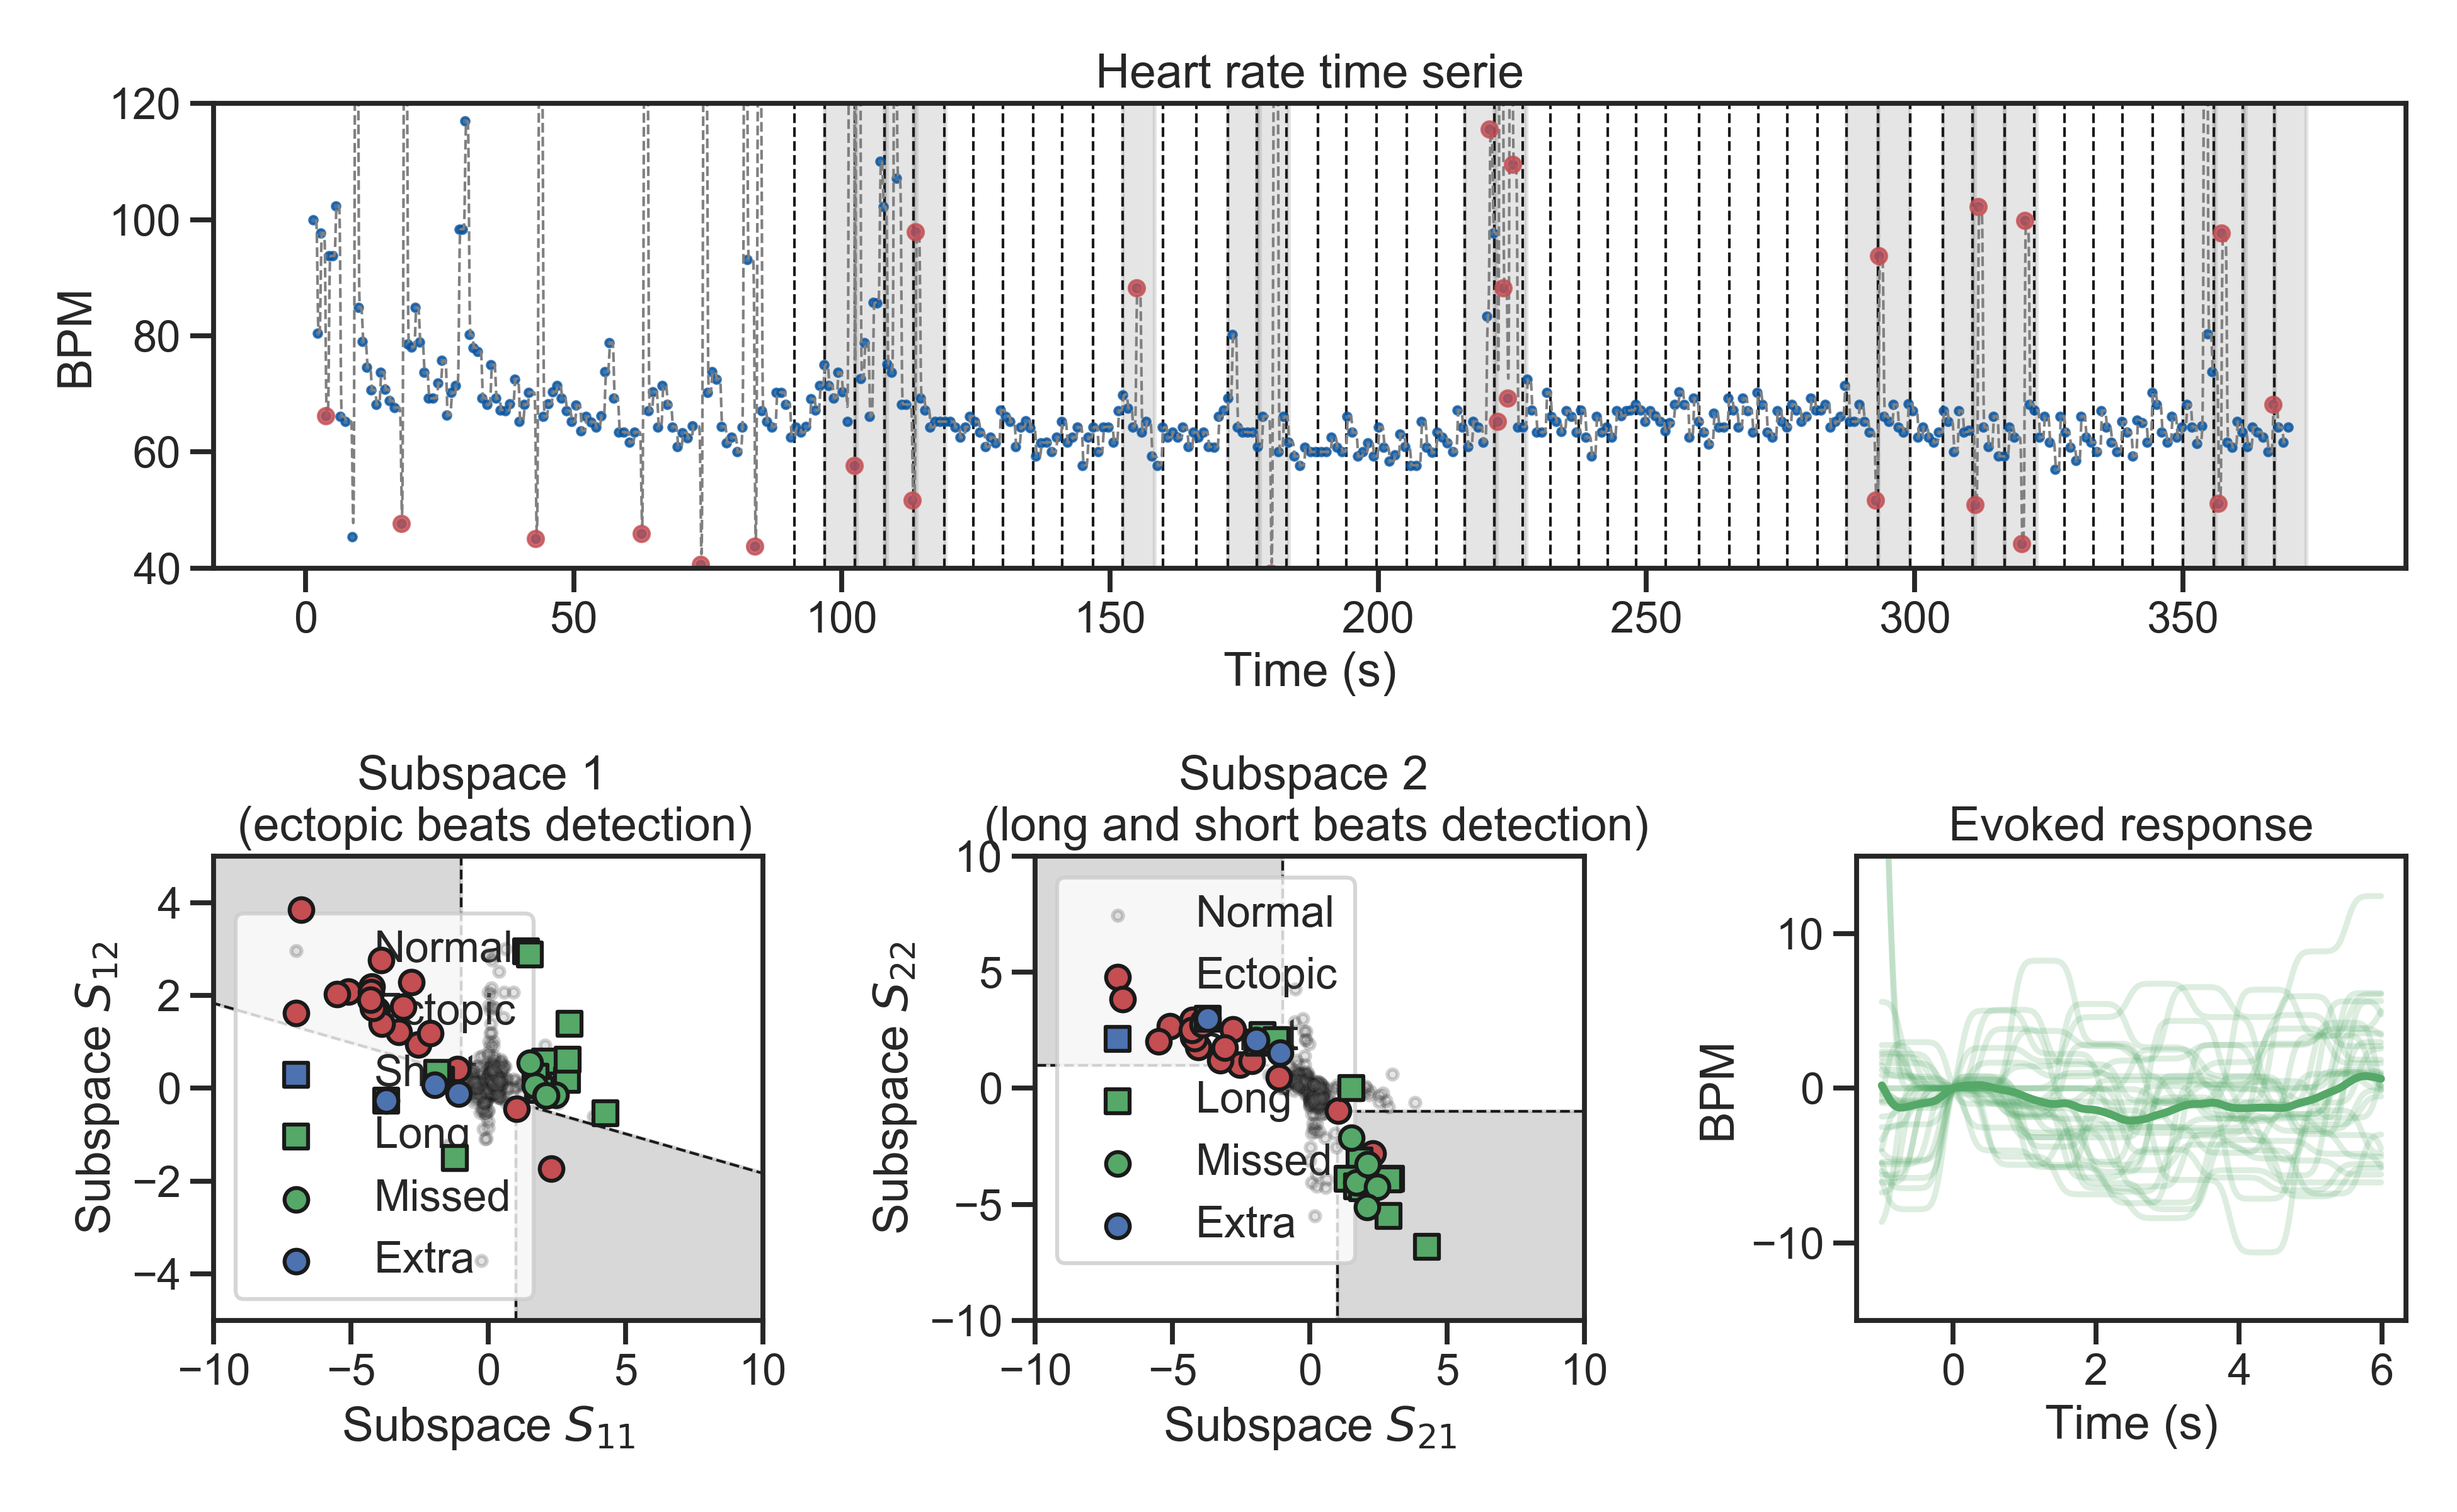 Heart rate time serie
120
100
80
60
40
BPM
0 50 100 150 200 250 300 350
Time (s)
Subspace 1
(ectopic beats detection)
4
2
0
−2
−4
Subspace S12
Normal
Long
Missed
Extra
−10 −5 0 5 10
Subspace S11
Subspace 2
(long and short beats detection)
10
5
0
−5
−10
Subspace S22
Normal
Ectopic
Long
Missed
Extra
−10 −5 0 5 10
Subspace S21
Evoked response
10
0
−10
BPM
0 2 4 6
Time (s)